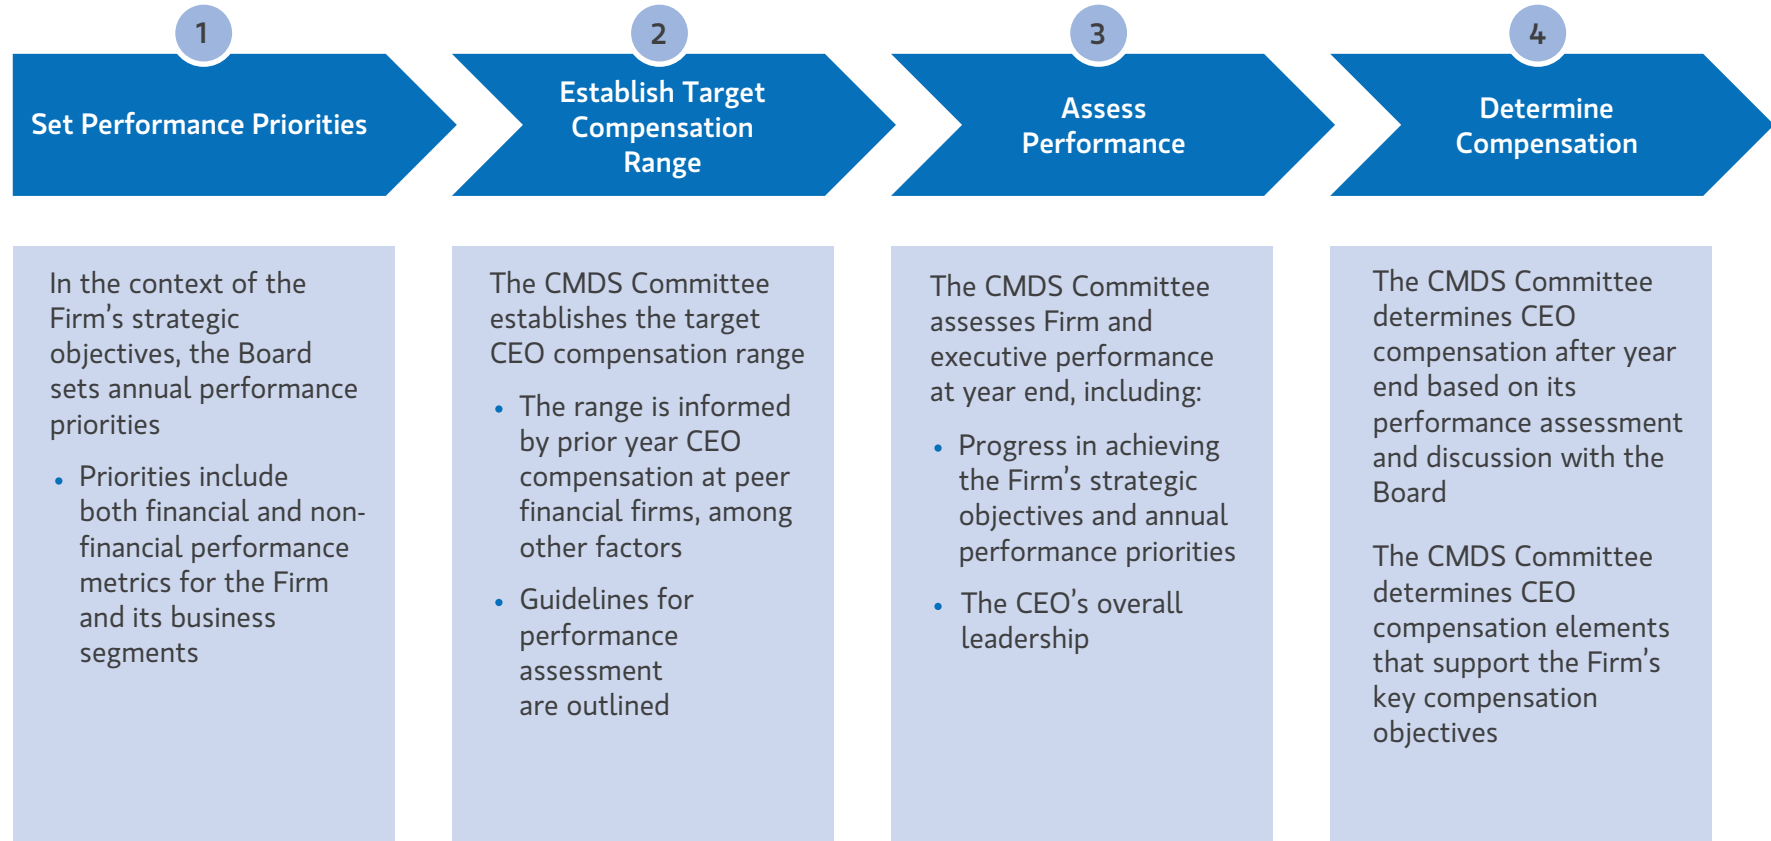 1
Set Performance Priorities
In the context of the
Firm's strategic
objectives, the Board
sets annual performance
priorities
• Priorities include
both financial and non-
financial performance
metrics for the Firm
and its business
segments
2
Establish Target
Compensation
Range
The CMDS Committee
establishes the target
CEO compensation range
• The range is informed
by prior year CEO
compensation at peer
financial firms, among
other factors
• Guidelines for
performance
assessment
are outlined
3
Assess
Performance
The CMDS Committee
assesses Firm and
executive performance
at year end, including:
• Progress in achieving
the Firm's strategic
objectives and annual
performance priorities
• The CEO's overall
leadership
4
Determine
Compensation
The CMDS Committee
determines CEO
compensation after year
end based on its
performance assessment
and discussion with the
Board
The CMDS Committee
determines CEO
compensation elements
that support the Firm's
key compensation
objectives